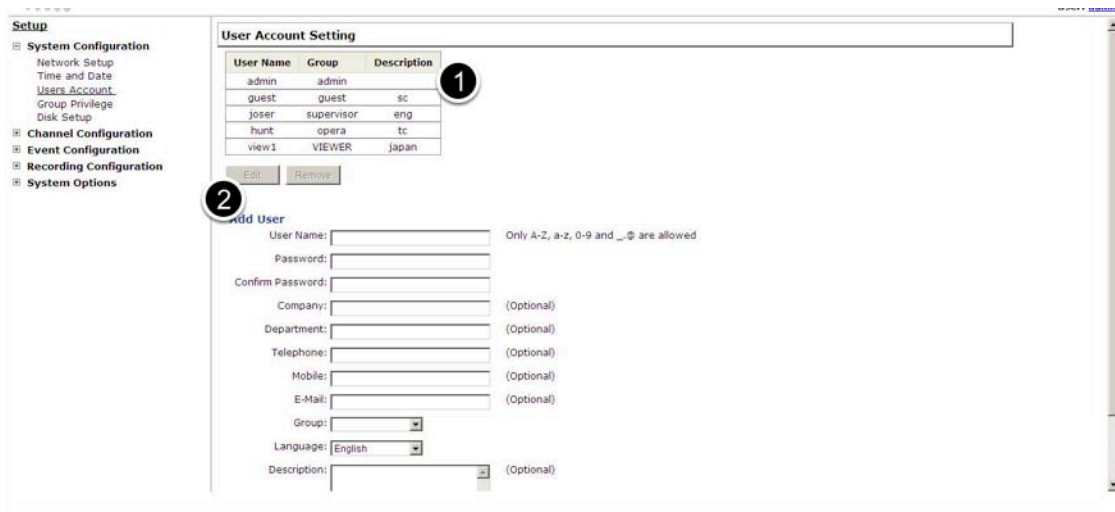 Setup
System Configuration
Network Setup
Time and Date
Users Account
Group Privilege
Disk Setup
Channel Configuration
Event Configuration
Recording Configuration
System Options
User Account Setting
User Name Group Description
admin admin
guest guest sc
joser supervisor eng
hunt opera tc
view1 VIEWER japan
1
Edit Remove
2
Add User
User Name: Only A-Z, a-z, 0-9 and _.@ are allowed
Password:
Confirm Password:
Company: (Optional)
Department: (Optional)
Telephone: (Optional)
Mobile: (Optional)
E-Mail: (Optional)
Group:
Language: English
Description: (Optional)